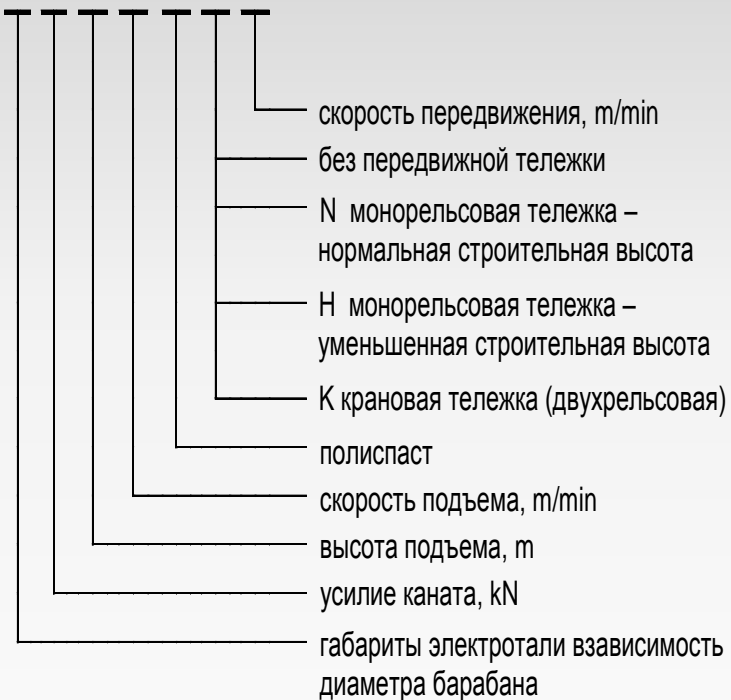 скорость передвижения, m/min
без передвижной тележки
N монорельсовая тележка –
нормальная строительная высота
H монорельсовая тележка –
уменьшенная строительная высота
K крановая тележка (двухрельсовая)
полиспаст
скорость подъема, m/min
высота подъема, m
усилие каната, kN
габариты электротали взависимость
диаметра барабана